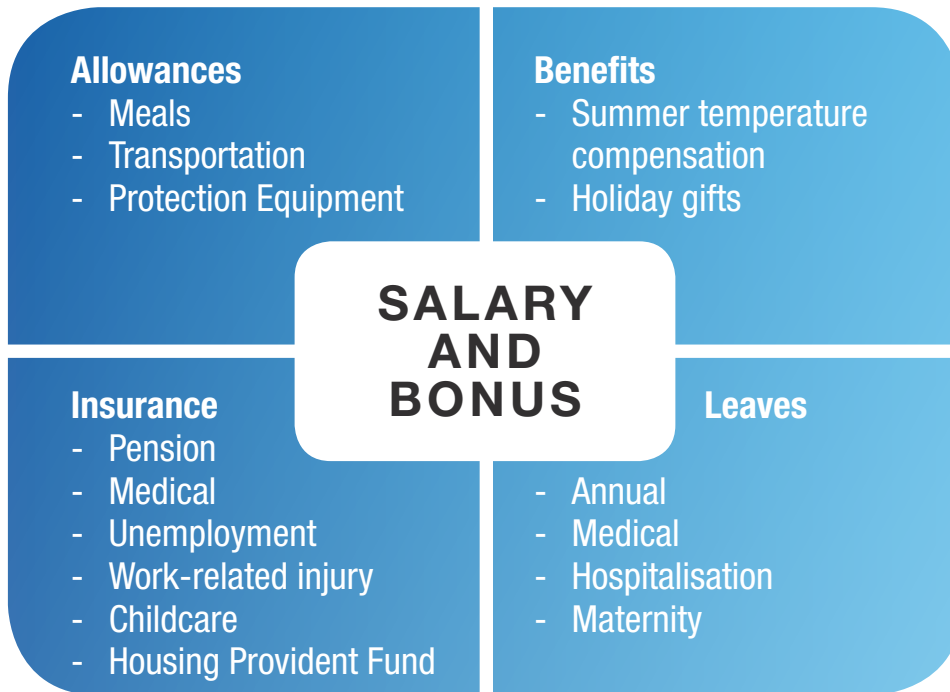 Allowances
- Meals
- Transportation
- Protection Equipment
Benefits
- Summer temperature
compensation
- Holiday gifts
SALARY
AND
BONUS
Insurance
- Pension
- Medical
- Unemployment
- Work-related injury
- Childcare
- Housing Provident Fund
Leaves
- Annual
- Medical
- Hospitalisation
- Maternity